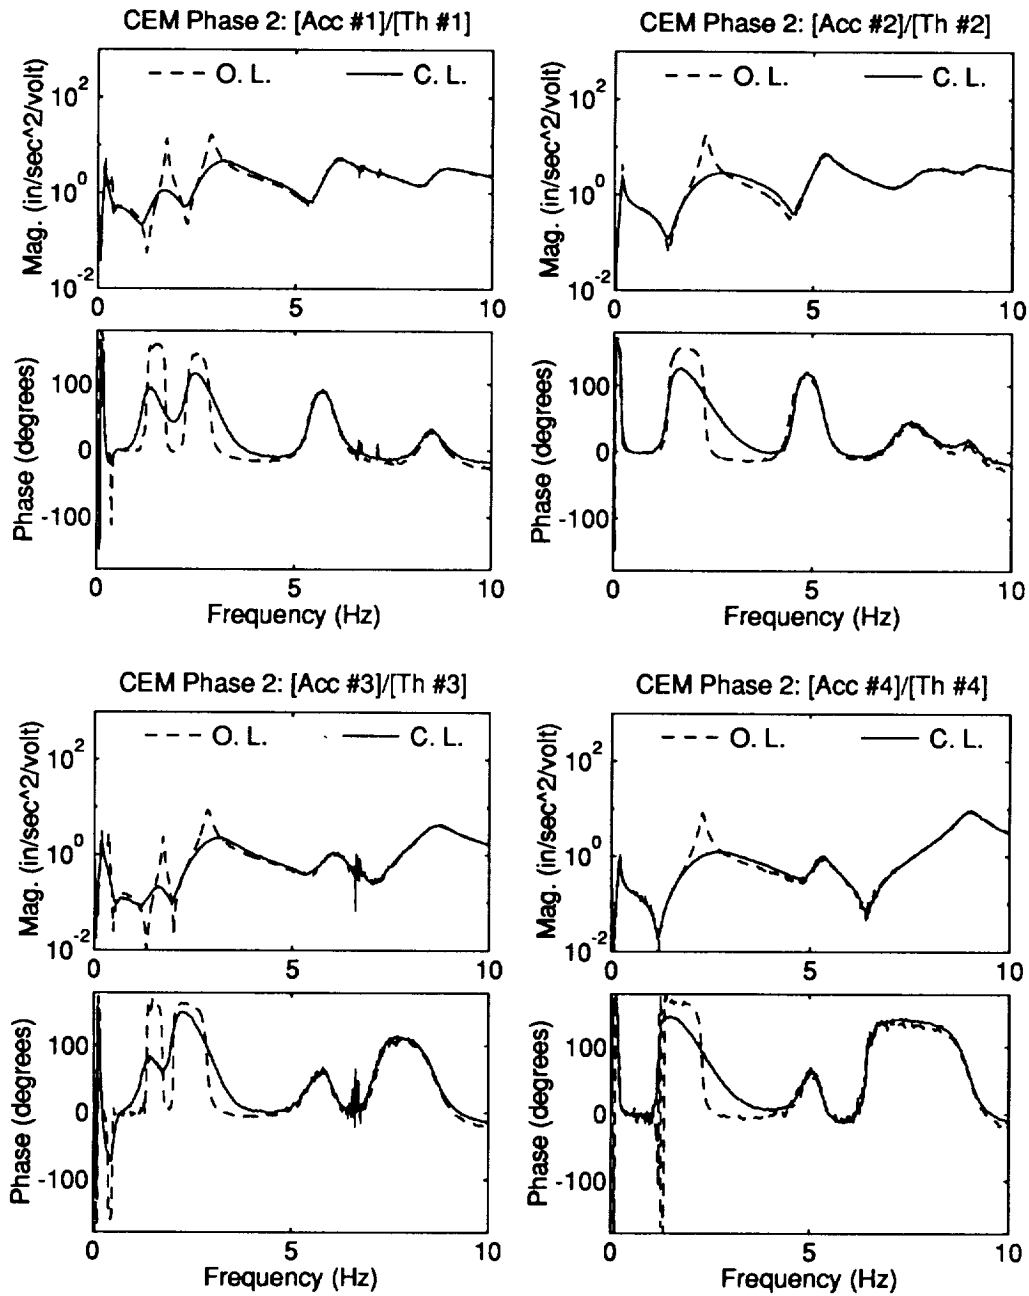 CEM Phase 2: [Acc #1]/[Th #1]
O. L.
C. L.
Mag. (in/sec^2/volt)
10^2
10^0
10^-2
0
5
10
Phase (degrees)
100
0
-100
0
5
10
Frequency (Hz)
CEM Phase 2: [Acc #2]/[Th #2]
O. L.
C. L.
Mag. (in/sec^2/volt)
10^2
10^0
10^-2
0
5
10
Phase (degrees)
100
0
-100
0
5
10
Frequency (Hz)
CEM Phase 2: [Acc #3]/[Th #3]
O. L.
C. L.
Mag. (in/sec^2/volt)
10^2
10^0
10^-2
0
5
10
Phase (degrees)
100
0
-100
0
5
10
Frequency (Hz)
CEM Phase 2: [Acc #4]/[Th #4]
O. L.
C. L.
Mag. (in/sec^2/volt)
10^2
10^0
10^-2
0
5
10
Phase (degrees)
100
0
-100
0
5
10
Frequency (Hz)